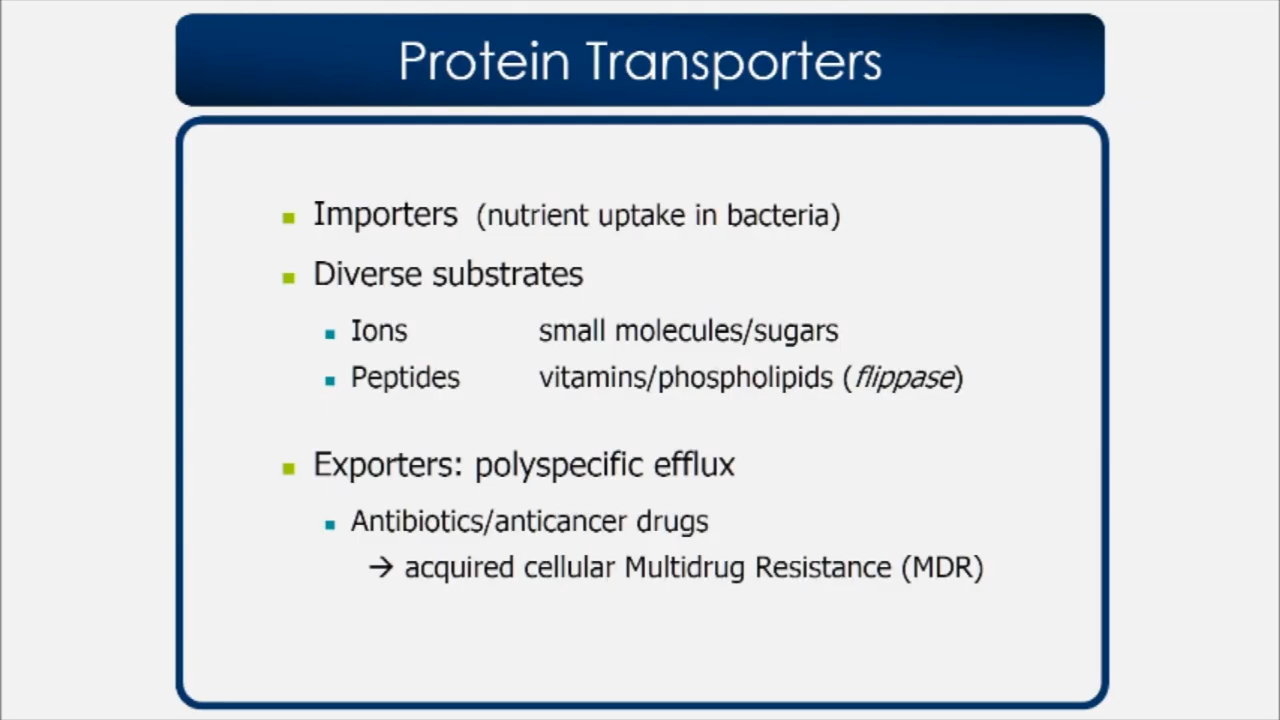 Protein Transporters
Importers (nutrient uptake in bacteria)
Diverse substrates
Ions small molecules/sugars
Peptides vitamins/phospholipids (flippase)
Exporters: polyspecific efflux
Antibiotics/anticancer drugs
→ acquired cellular Multidrug Resistance (MDR)